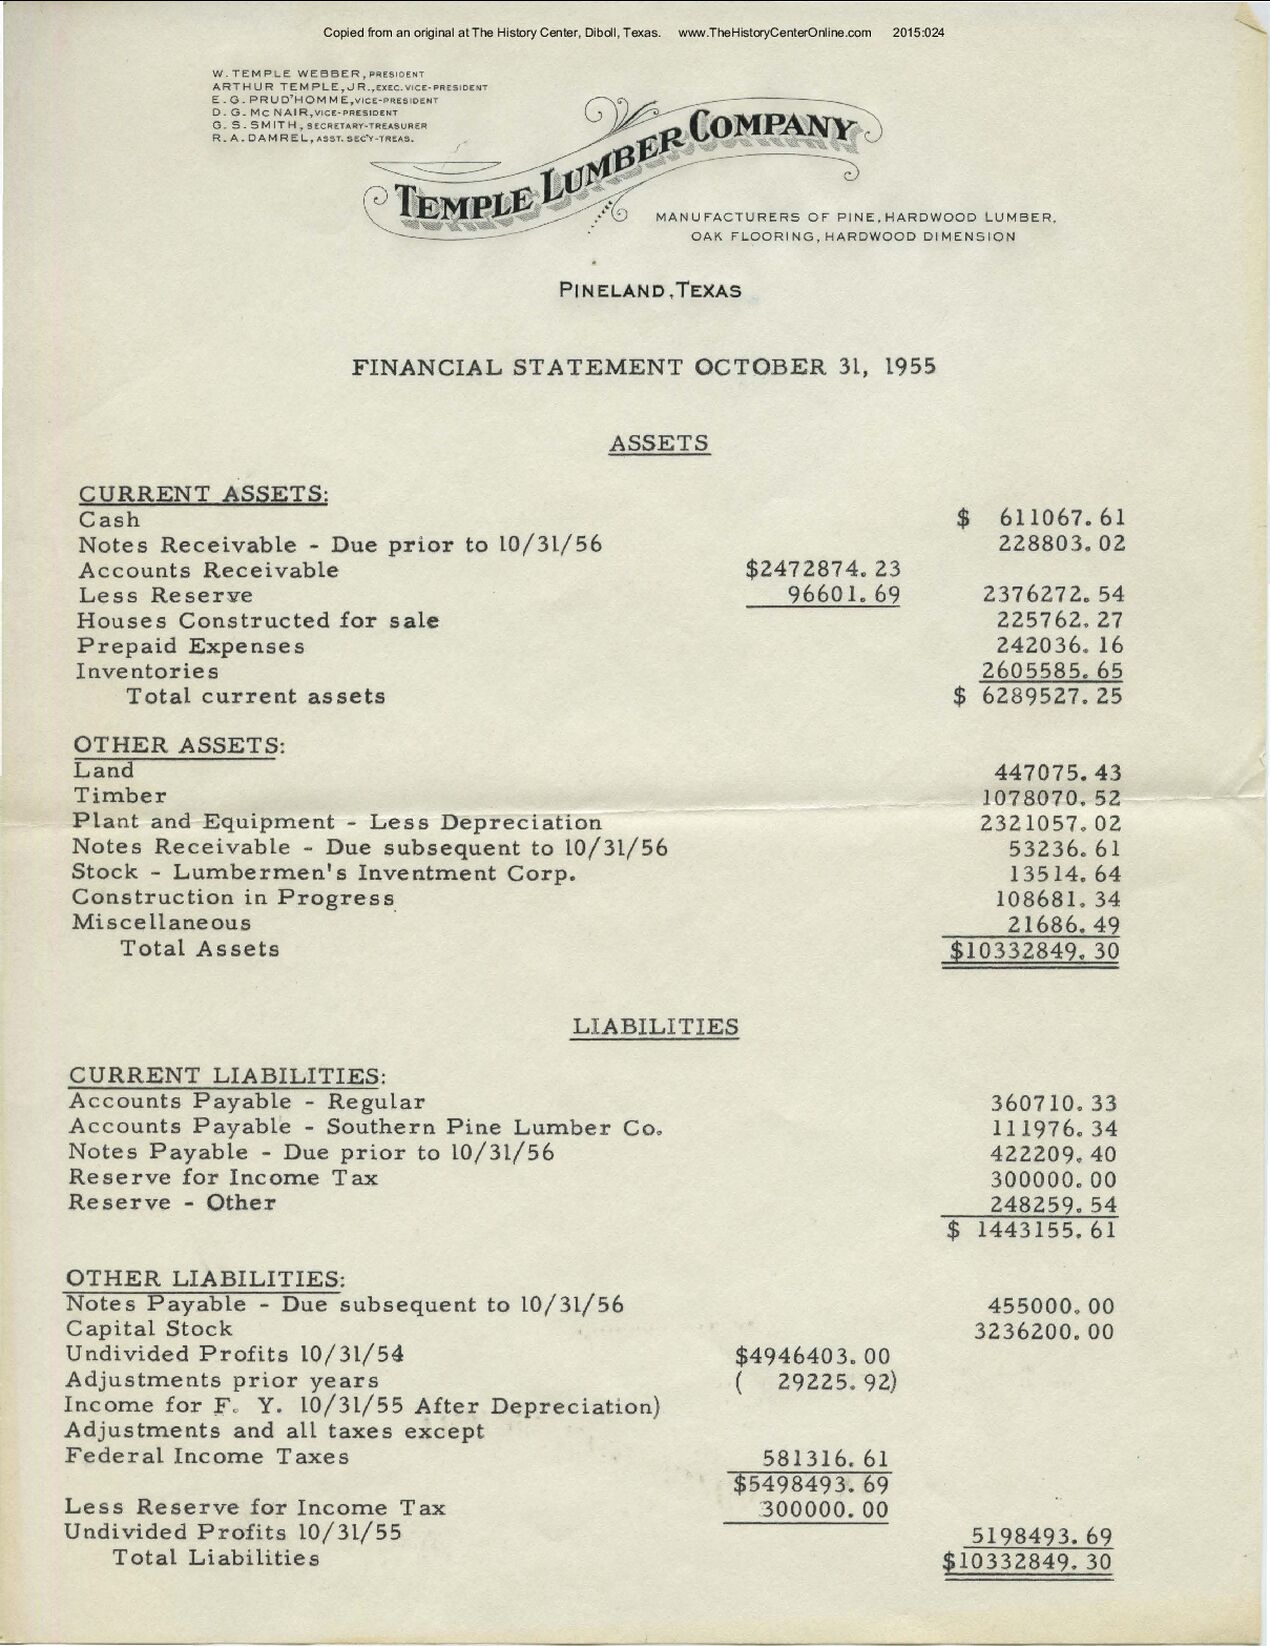 Copied from an original at The History Center, Diboll, Texas. www.TheHistoryCenterOnline.com 2015:024
W. TEMPLE WEBBER, PRESIDENT
ARTHUR TEMPLE, JR., EXEC. VICE-PRESIDENT
E. G. PRUD'HOMME, VICE-PRESIDENT
D. G. McNAIR, VICE-PRESIDENT
G. S. SMITH, SECRETARY-TREASURER
R. A. DAMREL, ASST. SEC'Y-TREAS.
TEMPLE LUMBER COMPANY
MANUFACTURERS OF PINE, HARDWOOD LUMBER,
OAK FLOORING, HARDWOOD DIMENSION
PINELAND, TEXAS
FINANCIAL STATEMENT OCTOBER 31, 1955
ASSETS
CURRENT ASSETS:
Cash $ 611067.61
Notes Receivable - Due prior to 10/31/56 228803.02
Accounts Receivable $2472874.23
Less Reserve 96601.69 2376272.54
Houses Constructed for sale 225762.27
Prepaid Expenses 242036.16
Inventories 2605585.65
Total current assets $ 6289527.25
OTHER ASSETS:
Land 447075.43
Timber 1078070.52
Plant and Equipment - Less Depreciation 2321057.02
Notes Receivable - Due subsequent to 10/31/56 53236.61
Stock - Lumbermen's Inventment Corp. 13514.64
Construction in Progress 108681.34
Miscellaneous 21686.49
Total Assets $10332849.30
LIABILITIES
CURRENT LIABILITIES:
Accounts Payable - Regular 360710.33
Accounts Payable - Southern Pine Lumber Co. 111976.34
Notes Payable - Due prior to 10/31/56 422209.40
Reserve for Income Tax 300000.00
Reserve - Other 248259.54
$ 1443155.61
OTHER LIABILITIES:
Notes Payable - Due subsequent to 10/31/56 455000.00
Capital Stock 3236200.00
Undivided Profits 10/31/54 $4946403.00
Adjustments prior years ( 29225.92)
Income for F. Y. 10/31/55 After Depreciation)
Adjustments and all taxes except
Federal Income Taxes 581316.61
$5498493.69
Less Reserve for Income Tax 300000.00
Undivided Profits 10/31/55 5198493.69
Total Liabilities $10332849.30